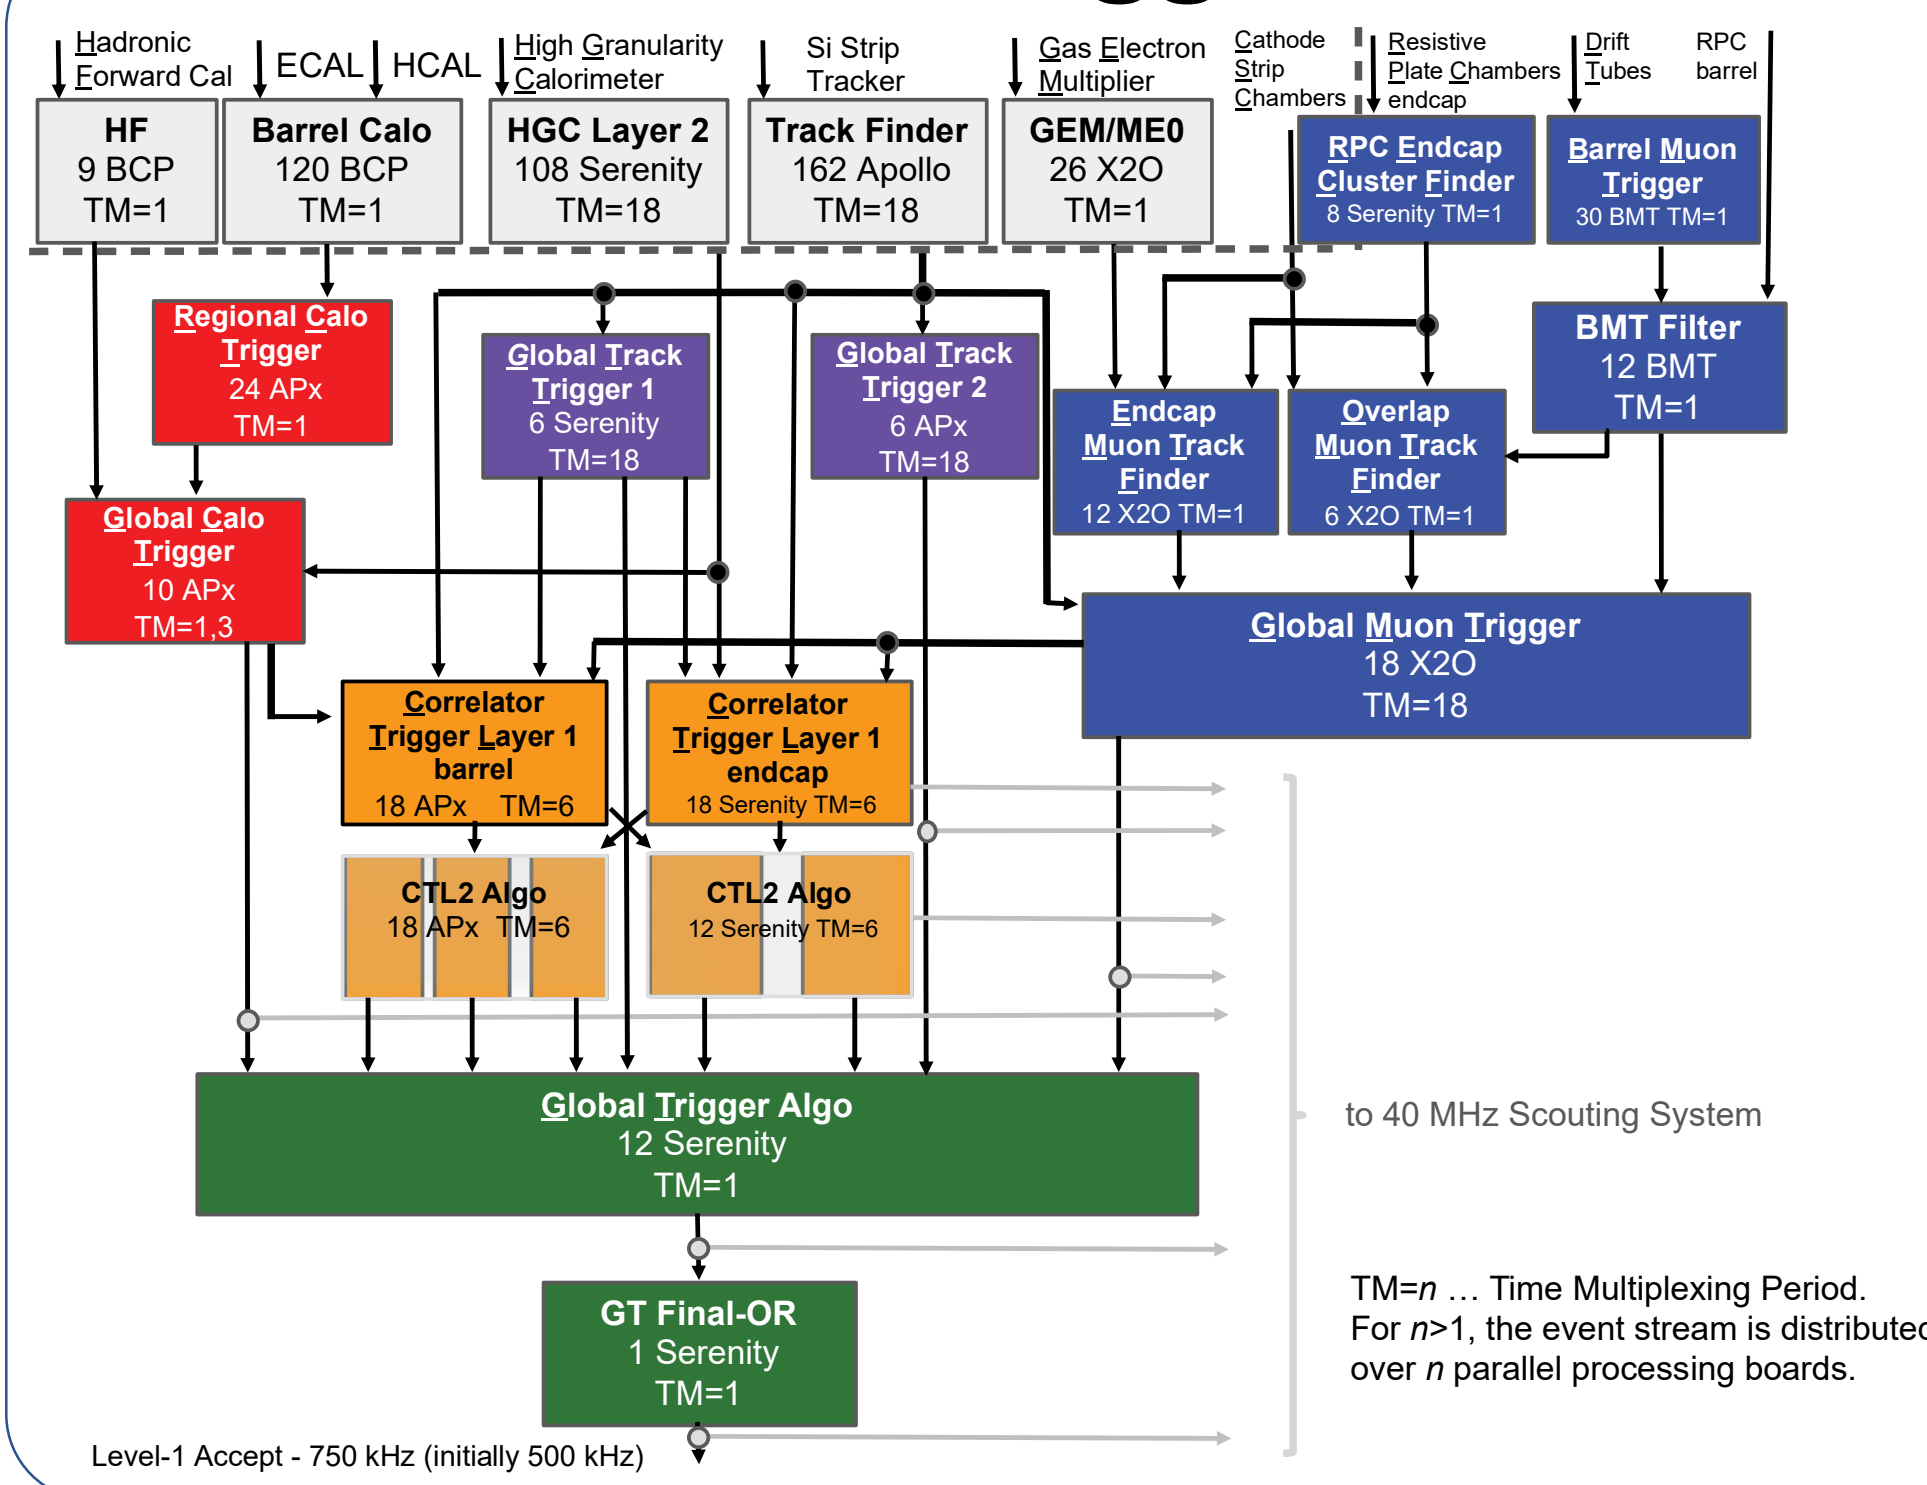 Hadronic
Forward Cal
ECAL
HCAL
High Granularity
Calorimeter
Si Strip
Tracker
Gas Electron
Multiplier
Cathode
Strip
Chambers
Resistive
Plate Chambers
endcap
Drift
Tubes
RPC
barrel
HF
9 BCP
TM=1
Barrel Calo
120 BCP
TM=1
HGC Layer 2
108 Serenity
TM=18
Track Finder
162 Apollo
TM=18
GEM/ME0
26 X2O
TM=1
RPC Endcap
Cluster Finder
8 Serenity TM=1
Barrel Muon
Trigger
30 BMT TM=1
Regional Calo
Trigger
24 APx
TM=1
Global Track
Trigger 1
6 Serenity
TM=18
Global Track
Trigger 2
6 APx
TM=18
BMT Filter
12 BMT
TM=1
Endcap
Muon Track
Finder
12 X2O TM=1
Overlap
Muon Track
Finder
6 X2O TM=1
Global Calo
Trigger
10 APx
TM=1,3
Global Muon Trigger
18 X2O
TM=18
Correlator
Trigger Layer 1
barrel
18 APx TM=6
Correlator
Trigger Layer 1
endcap
18 Serenity TM=6
CTL2 Algo
18 APx TM=6
CTL2 Algo
12 Serenity TM=6
Global Trigger Algo
12 Serenity
TM=1
to 40 MHz Scouting System
GT Final-OR
1 Serenity
TM=1
TM=n … Time Multiplexing Period.
For n>1, the event stream is distributed
over n parallel processing boards.
Level-1 Accept - 750 kHz (initially 500 kHz)